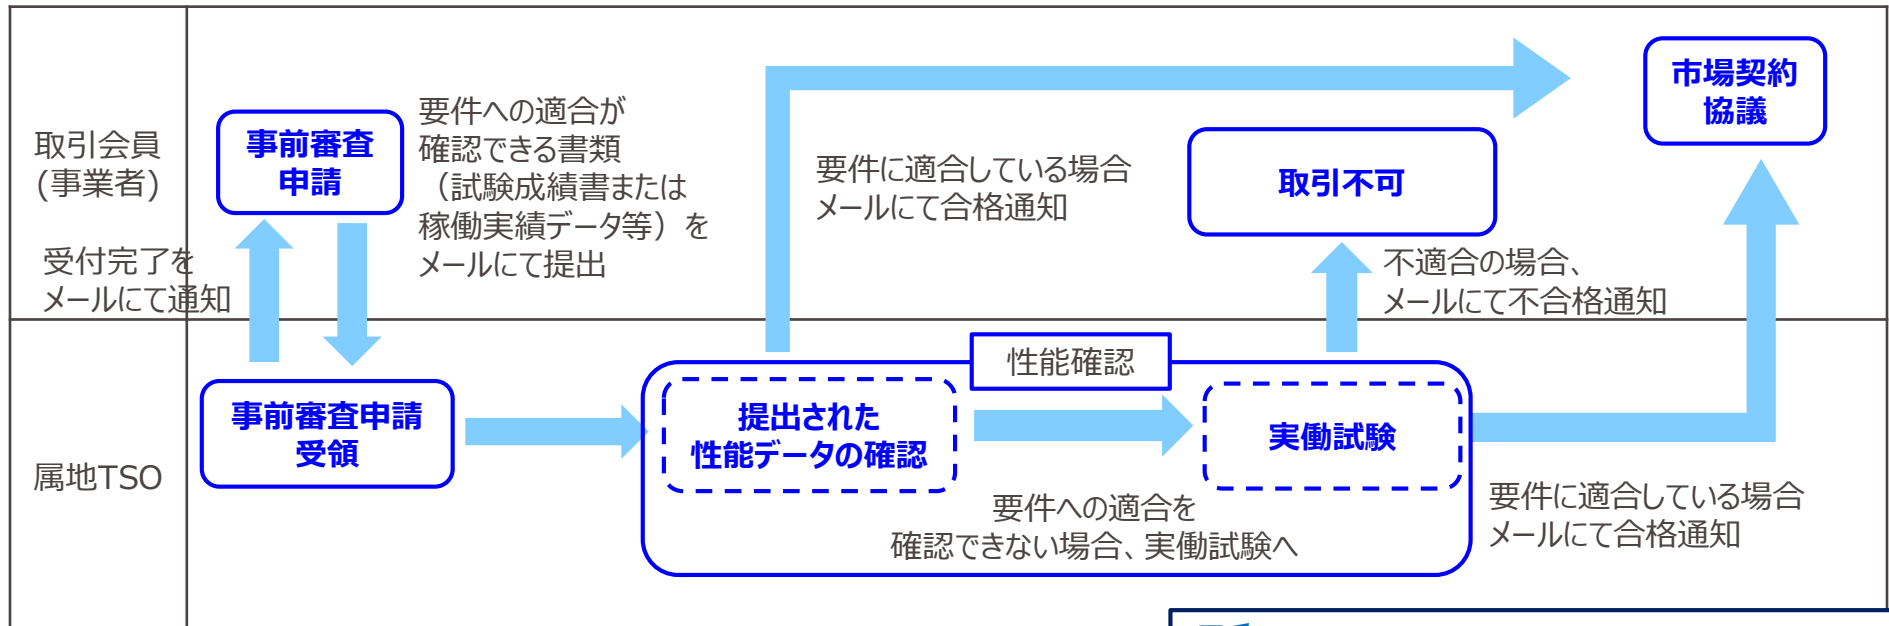 取引会員
(事業者)
事前審査
申請
要件への適合が
確認できる書類
（試験成績書または
稼働実績データ等）を
メールにて提出
受付完了を
メールにて通知
要件に適合している場合
メールにて合格通知
取引不可
不適合の場合、
メールにて不合格通知
市場契約
協議
属地TSO
事前審査申請
受領
性能確認
提出された
性能データの確認
実働試験
要件への適合を
確認できない場合、実働試験へ
要件に適合している場合
メールにて合格通知